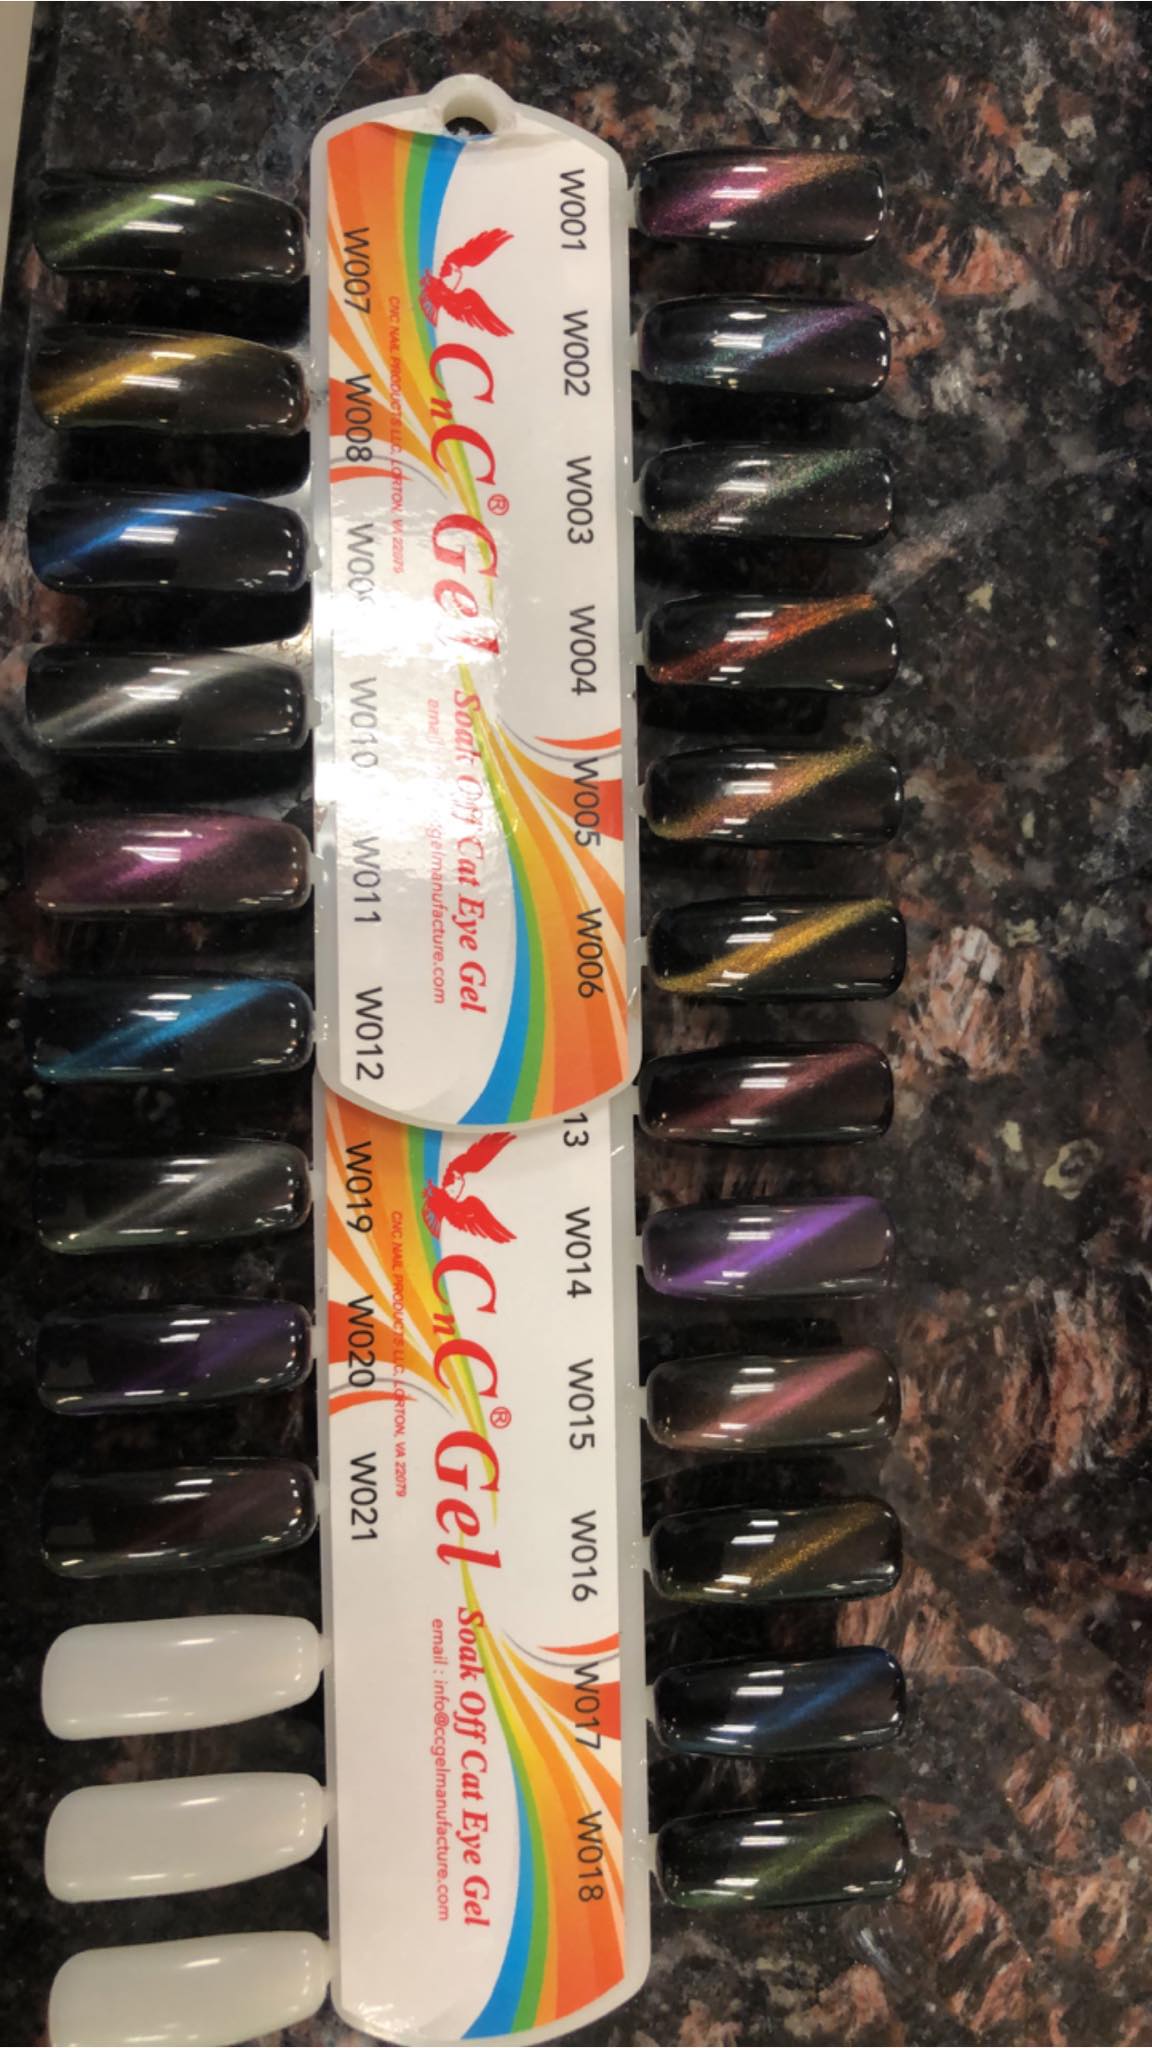 W001 W002 W003 W004 W005 W006
CnC® Gel Soak Off Cat Eye Gel
CNC NAIL PRODUCTS LLC, LORTON, VA 22079
W007 W008 W010 W011 W012
13 W014 W015 W016 W017 W018
CnC® Gel Soak Off Cat Eye Gel
CNC NAIL PRODUCTS LLC, LORTON, VA 22079 email : info@ccgelmanufacture.com
W019 W020 W021